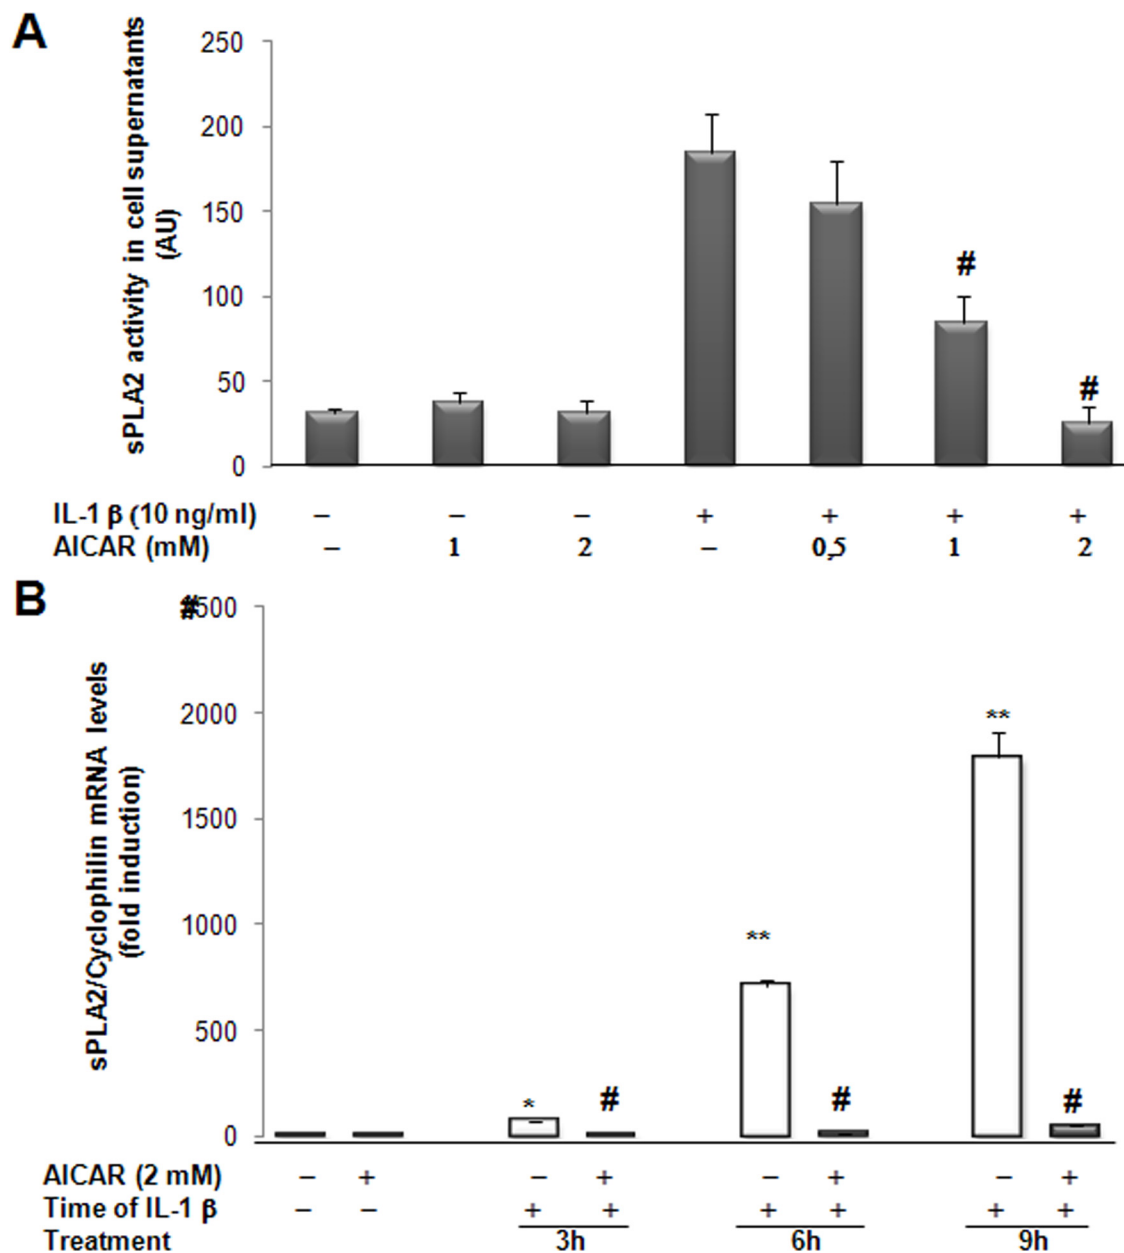 A
sPLA2 activity in cell supernatants
(AU)
250
200
150
100
50
0
#
#
IL-1 β (10 ng/ml) – – – + + + +
AICAR (mM) – 1 2 – 0,5 1 2
B
sPLA2/Cyclophilin mRNA levels
(fold induction)
#500
2000
1500
1000
500
0
*
#
**
#
**
#
AICAR (2 mM) – + – + – + – +
Time of IL-1 β – – + + + + + +
Treatment 3h 6h 9h